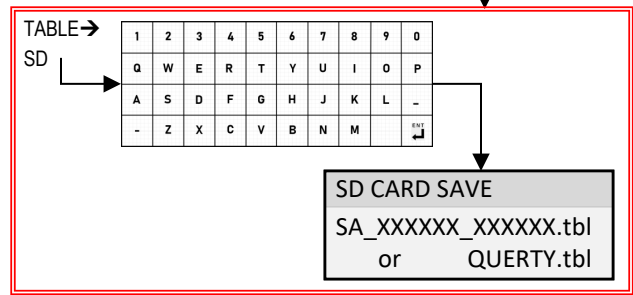 TABLE→
SD
1 2 3 4 5 6 7 8 9 0
Q W E R T Y U I O P
A S D F G H J K L _
- Z X C V B N M ENT
SD CARD SAVE
SA_XXXXXX_XXXXXX.tbl
or QUERTY.tbl